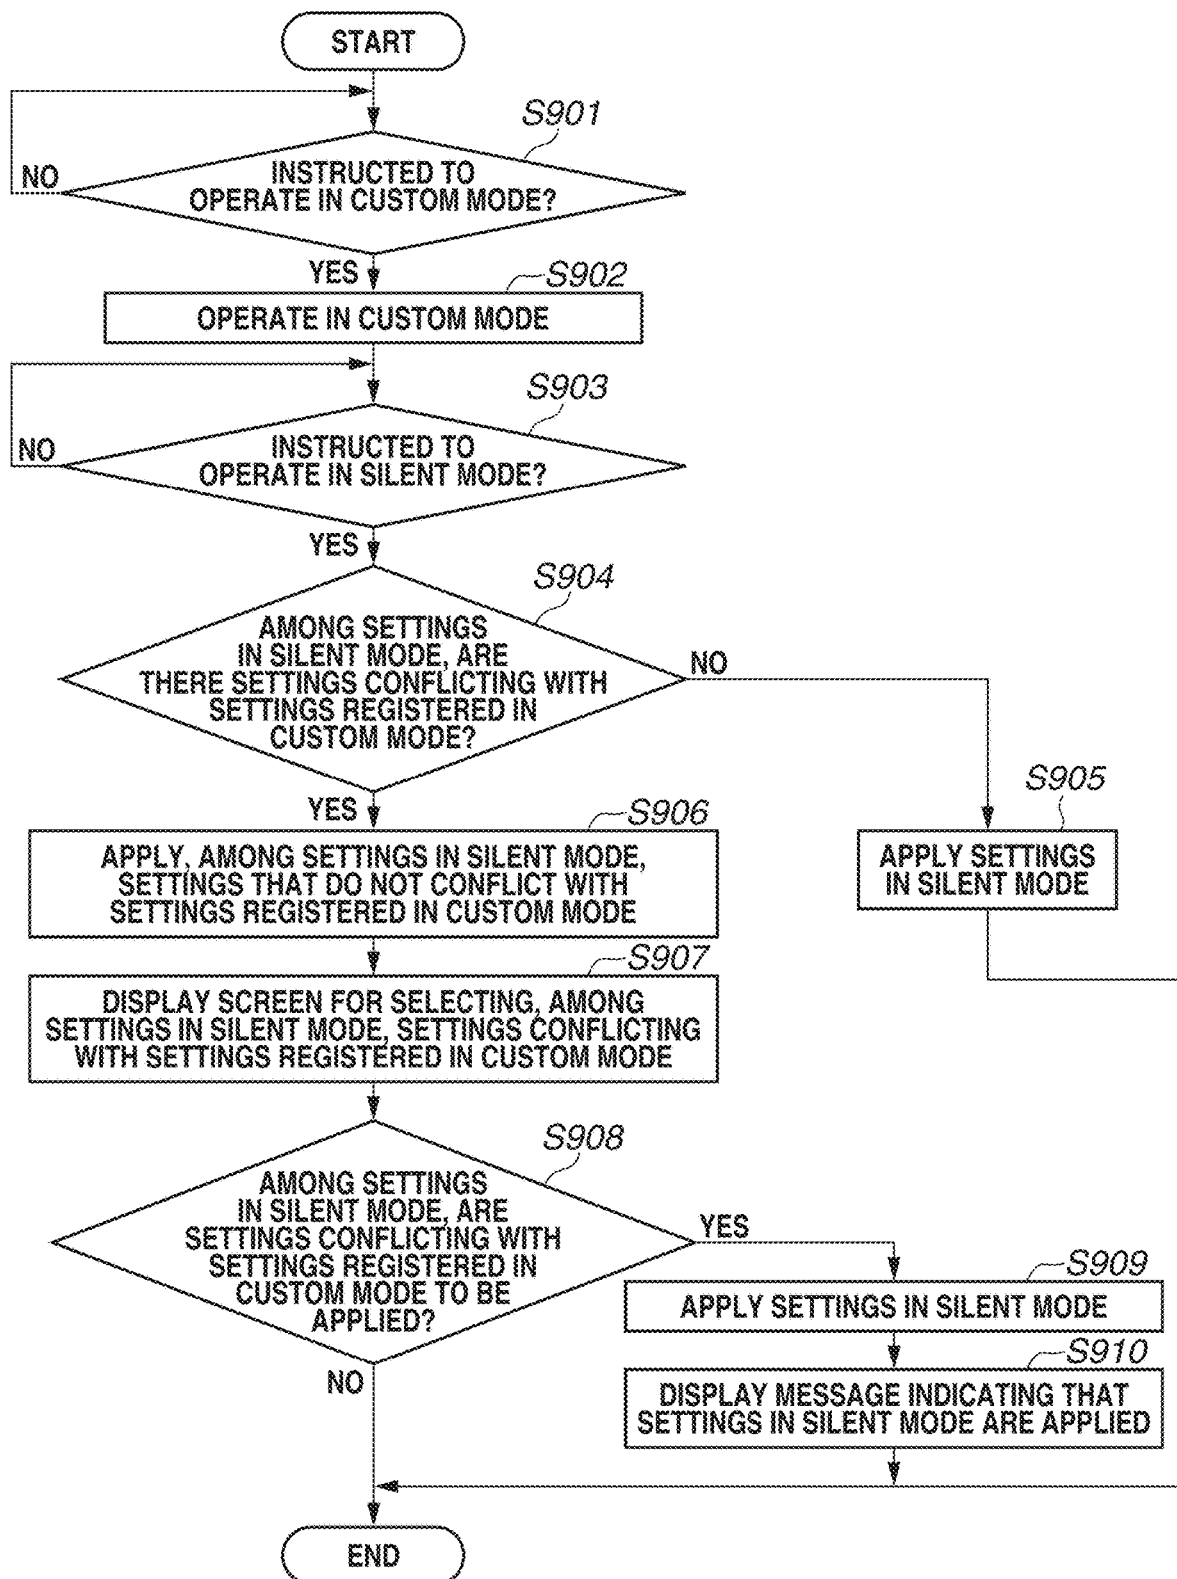 START
S901
INSTRUCTED TO
OPERATE IN CUSTOM MODE?
NO
YES
S902
OPERATE IN CUSTOM MODE
S903
INSTRUCTED TO
OPERATE IN SILENT MODE?
NO
YES
S904
AMONG SETTINGS
IN SILENT MODE, ARE
THERE SETTINGS CONFLICTING WITH
SETTINGS REGISTERED IN
CUSTOM MODE?
NO
YES
S905
APPLY SETTINGS
IN SILENT MODE
S906
APPLY, AMONG SETTINGS IN SILENT MODE,
SETTINGS THAT DO NOT CONFLICT WITH
SETTINGS REGISTERED IN CUSTOM MODE
S907
DISPLAY SCREEN FOR SELECTING, AMONG
SETTINGS IN SILENT MODE, SETTINGS CONFLICTING
WITH SETTINGS REGISTERED IN CUSTOM MODE
S908
AMONG SETTINGS
IN SILENT MODE, ARE
SETTINGS CONFLICTING WITH
SETTINGS REGISTERED IN
CUSTOM MODE TO BE
APPLIED?
YES
NO
S909
APPLY SETTINGS IN SILENT MODE
S910
DISPLAY MESSAGE INDICATING THAT
SETTINGS IN SILENT MODE ARE APPLIED
END